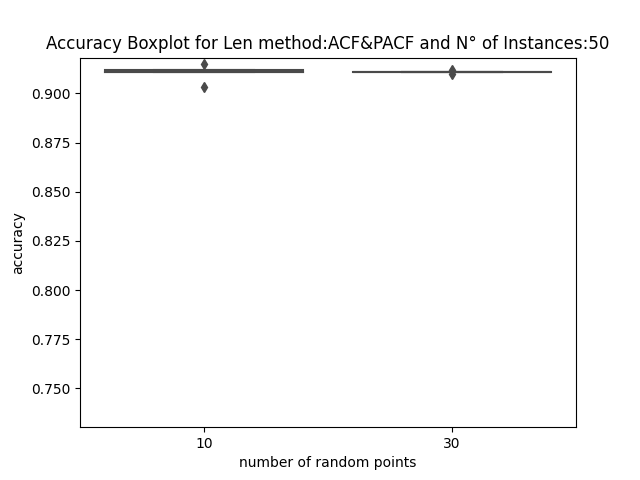 Accuracy Boxplot for Len method:ACF&PACF and N° of Instances:50
0.900
0.875
0.850
0.825
0.800
0.775
0.750
accuracy
10 30
number of random points